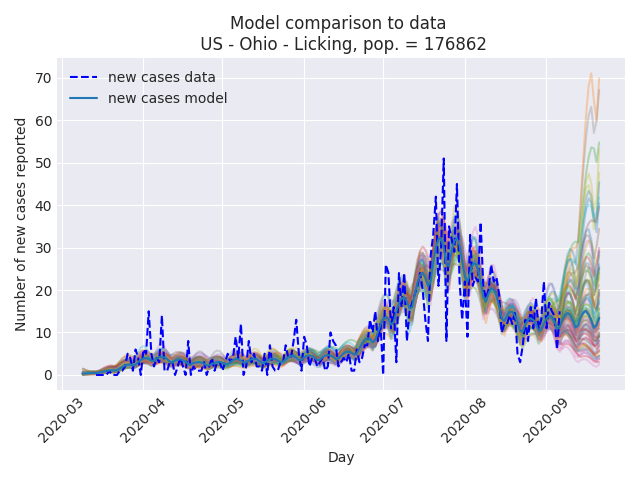 Model comparison to data
US - Ohio - Licking, pop. = 176862
new cases data
new cases model
Number of new cases reported
70
60
50
40
30
20
10
0
2020-03
2020-04
2020-05
2020-06
2020-07
2020-08
2020-09
Day